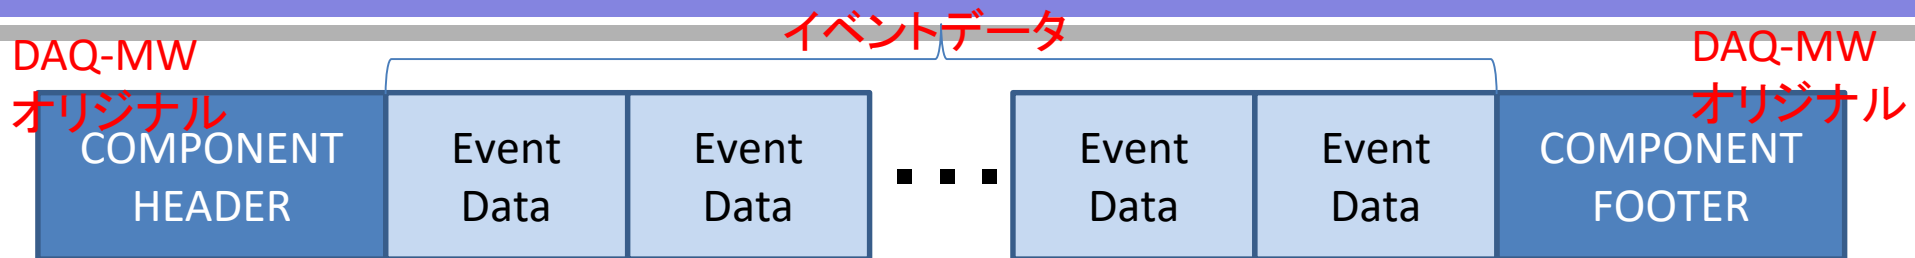 イベントデータ
DAQ-MW
オリジナル
DAQ-MW
オリジナル
COMPONENT
HEADER
Event
Data
Event
Data
...
Event
Data
Event
Data
COMPONENT
FOOTER